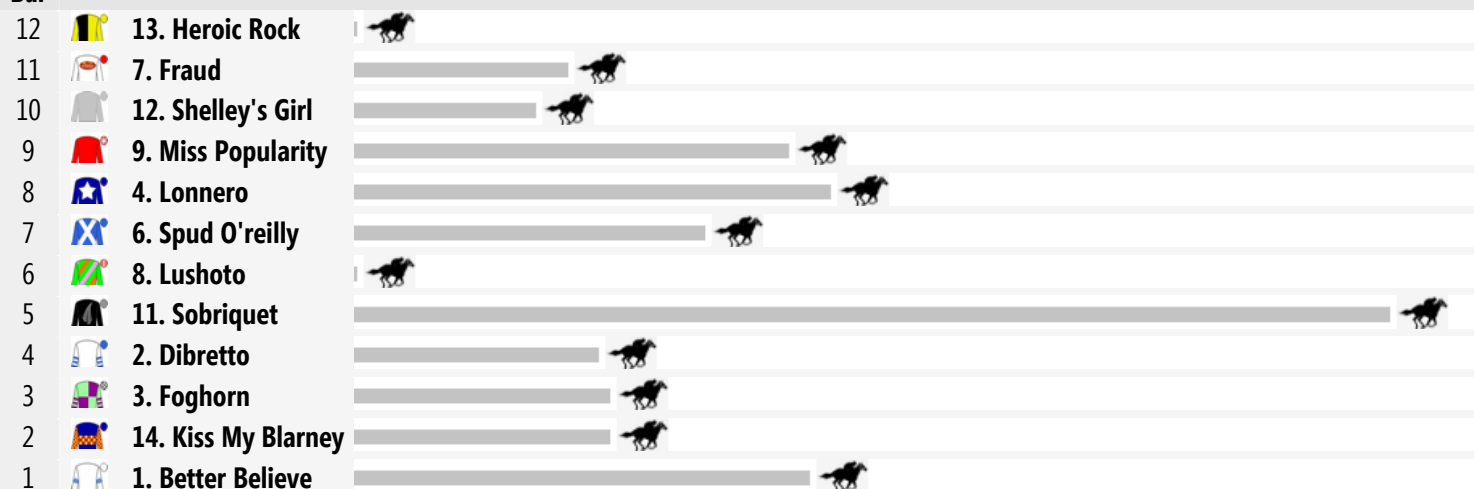 12 13. Heroic Rock
11 7. Fraud
10 12. Shelley's Girl
9 9. Miss Popularity
8 4. Lonnero
7 6. Spud O'reilly
6 8. Lushoto
5 11. Sobriquet
4 2. Dibretto
3 3. Foghorn
2 14. Kiss My Blarney
1 1. Better Believe